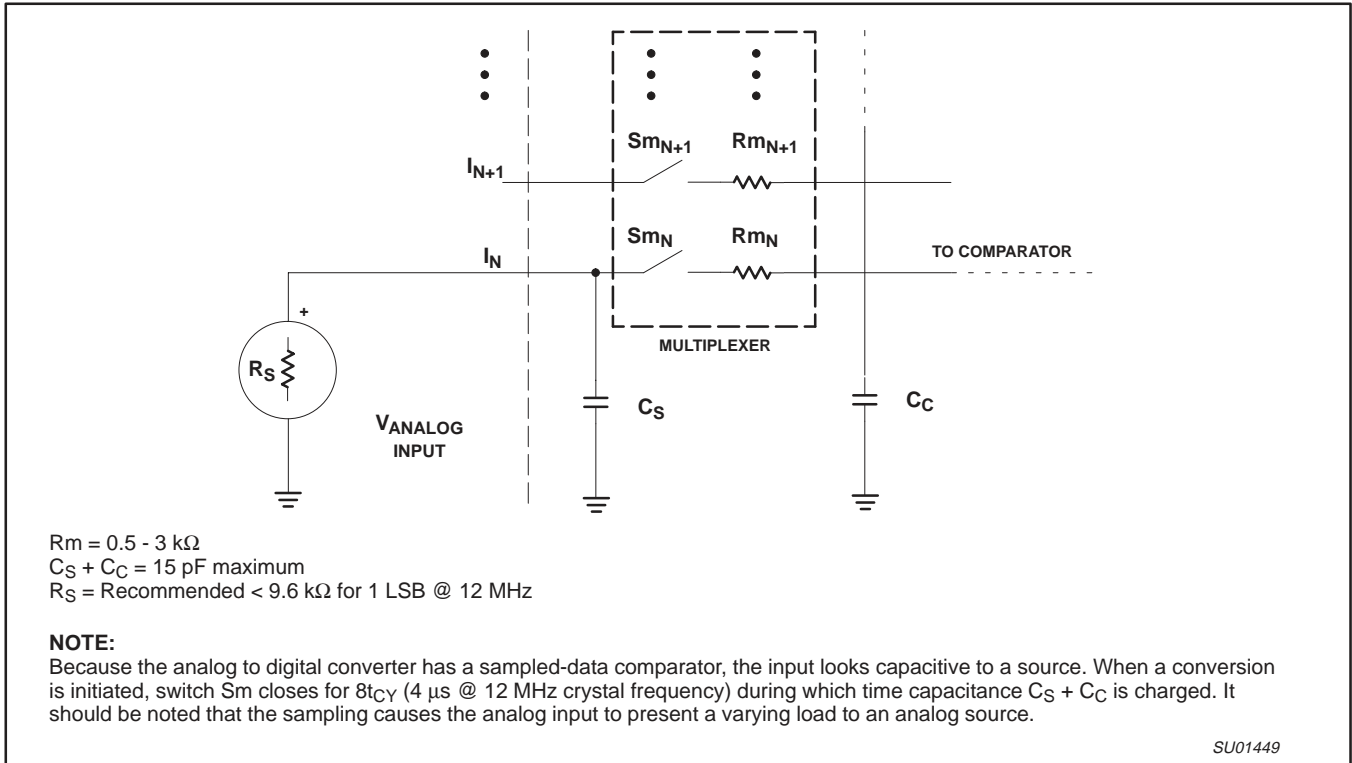 Sm_N+1 Rm_N+1
I_N+1
Sm_N Rm_N
I_N
TO COMPARATOR
+
MULTIPLEXER
R_S
C_S
C_C
V_ANALOG
INPUT
Rm = 0.5 - 3 kΩ
C_S + C_C = 15 pF maximum
R_S = Recommended < 9.6 kΩ for 1 LSB @ 12 MHz
NOTE:
Because the analog to digital converter has a sampled-data comparator, the input looks capacitive to a source. When a conversion
is initiated, switch Sm closes for 8t_CY (4 μs @ 12 MHz crystal frequency) during which time capacitance C_S + C_C is charged. It
should be noted that the sampling causes the analog input to present a varying load to an analog source.
SU01449